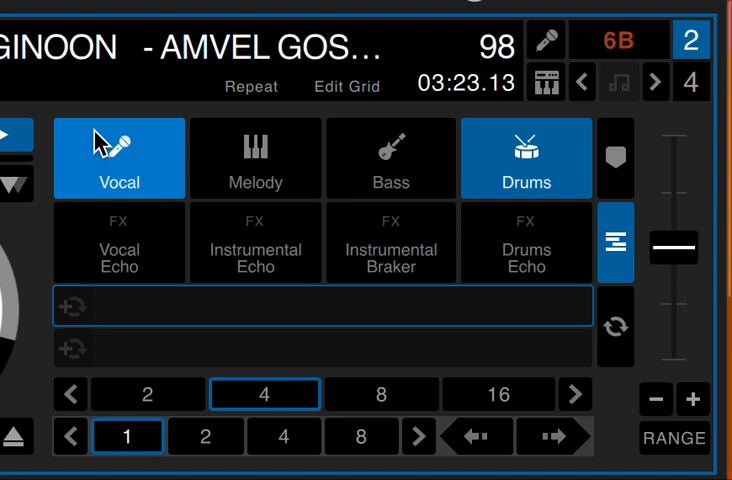 GINOON - AMVEL GOS... 98
6B 2
Repeat Edit Grid 03:23.13
4
Vocal Melody Bass Drums
FX FX FX FX
Vocal Echo
Instrumental Echo
Instrumental Braker
Drums Echo
2 4 8 16
1 2 4 8
RANGE